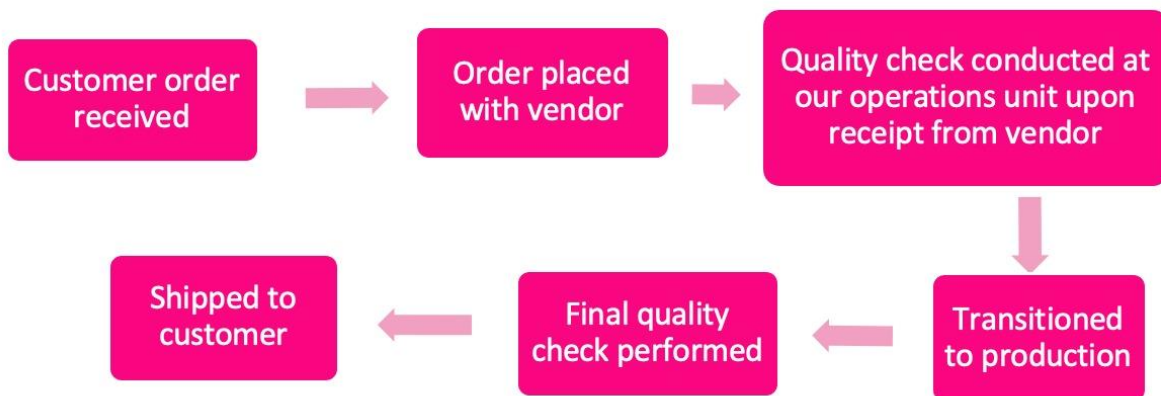 Customer order
received
Order placed
with vendor
Quality check conducted at
our operations unit upon
receipt from vendor
Transitioned
to production
Final quality
check performed
Shipped to
customer